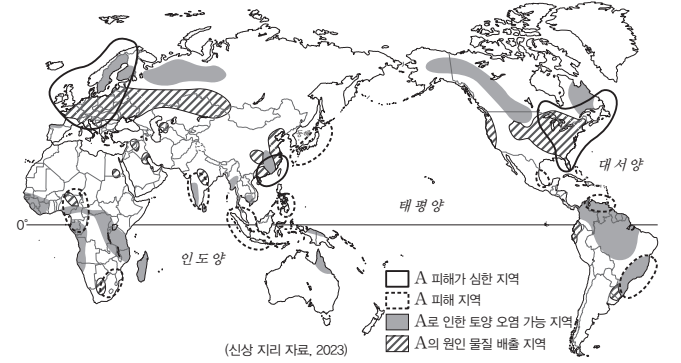 동해
대서양
태평양
0°
인도양
A 피해가 심한 지역
A 피해 지역
A로 인한 토양 오염 가능 지역
A의 원인 물질 배출 지역
(신상 지리 자료, 2023)